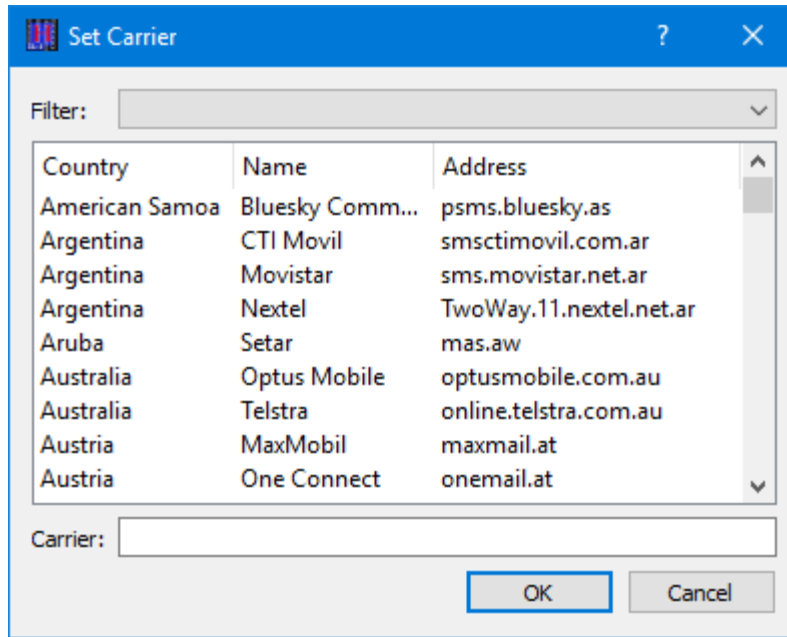 Set Carrier
Filter:
Country Name Address
American Samoa Bluesky Comm... psms.bluesky.as
Argentina CTI Movil smsctimovil.com.ar
Argentina Movistar sms.movistar.net.ar
Argentina Nextel TwoWay.11.nextel.net.ar
Aruba Setar mas.aw
Australia Optus Mobile optusmobile.com.au
Australia Telstra online.telstra.com.au
Austria MaxMobil maxmail.at
Austria One Connect onemail.at
Carrier:
OK Cancel